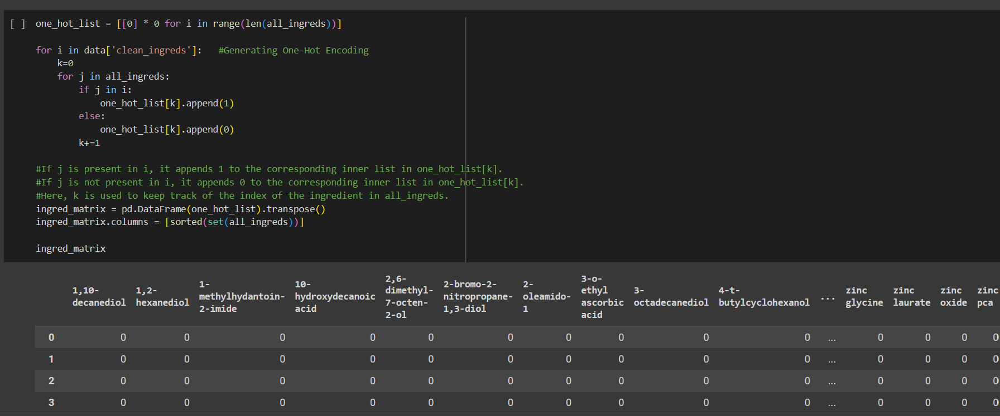 [ ] one_hot_list = [[0] * 0 for i in range(len(all_ingreds))]
for i in data['clean_ingreds']:   #Generating One-Hot Encoding
    k=0
    for j in all_ingreds:
        if j in i:
            one_hot_list[k].append(1)
        else:
            one_hot_list[k].append(0)
        k+=1
#If j is present in i, it appends 1 to the corresponding inner list in one_hot_list[k].
#If j is not present in i, it appends 0 to the corresponding inner list in one_hot_list[k].
#Here, k is used to keep track of the index of the ingredient in all_ingreds.
ingred_matrix = pd.DataFrame(one_hot_list).transpose()
ingred_matrix.columns = [sorted(set(all_ingreds))]
ingred_matrix
1,10-
decanediol
1,2-
hexanediol
1-
methylhydantoin-
2-imide
10-
hydroxydecanoic
acid
2,6-
dimethyl-
7-octen-
2-ol
2-bromo-2-
nitropropane-
1,3-diol
2-
oleamido-
1
3-o-
ethyl
ascorbic
acid
3-
octadecanediol
4-t-
butylcyclohexanol
...
zinc
glycine
zinc
laurate
zinc
oxide
zinc
pca
0 0 0 0 0 0 0 0 0 0 0 ... 0 0 0 0
1 0 0 0 0 0 0 0 0 0 0 ... 0 0 0 0
2 0 0 0 0 0 0 0 0 0 0 ... 0 0 0 0
3 0 0 0 0 0 0 0 0 0 0 ... 0 0 0 0